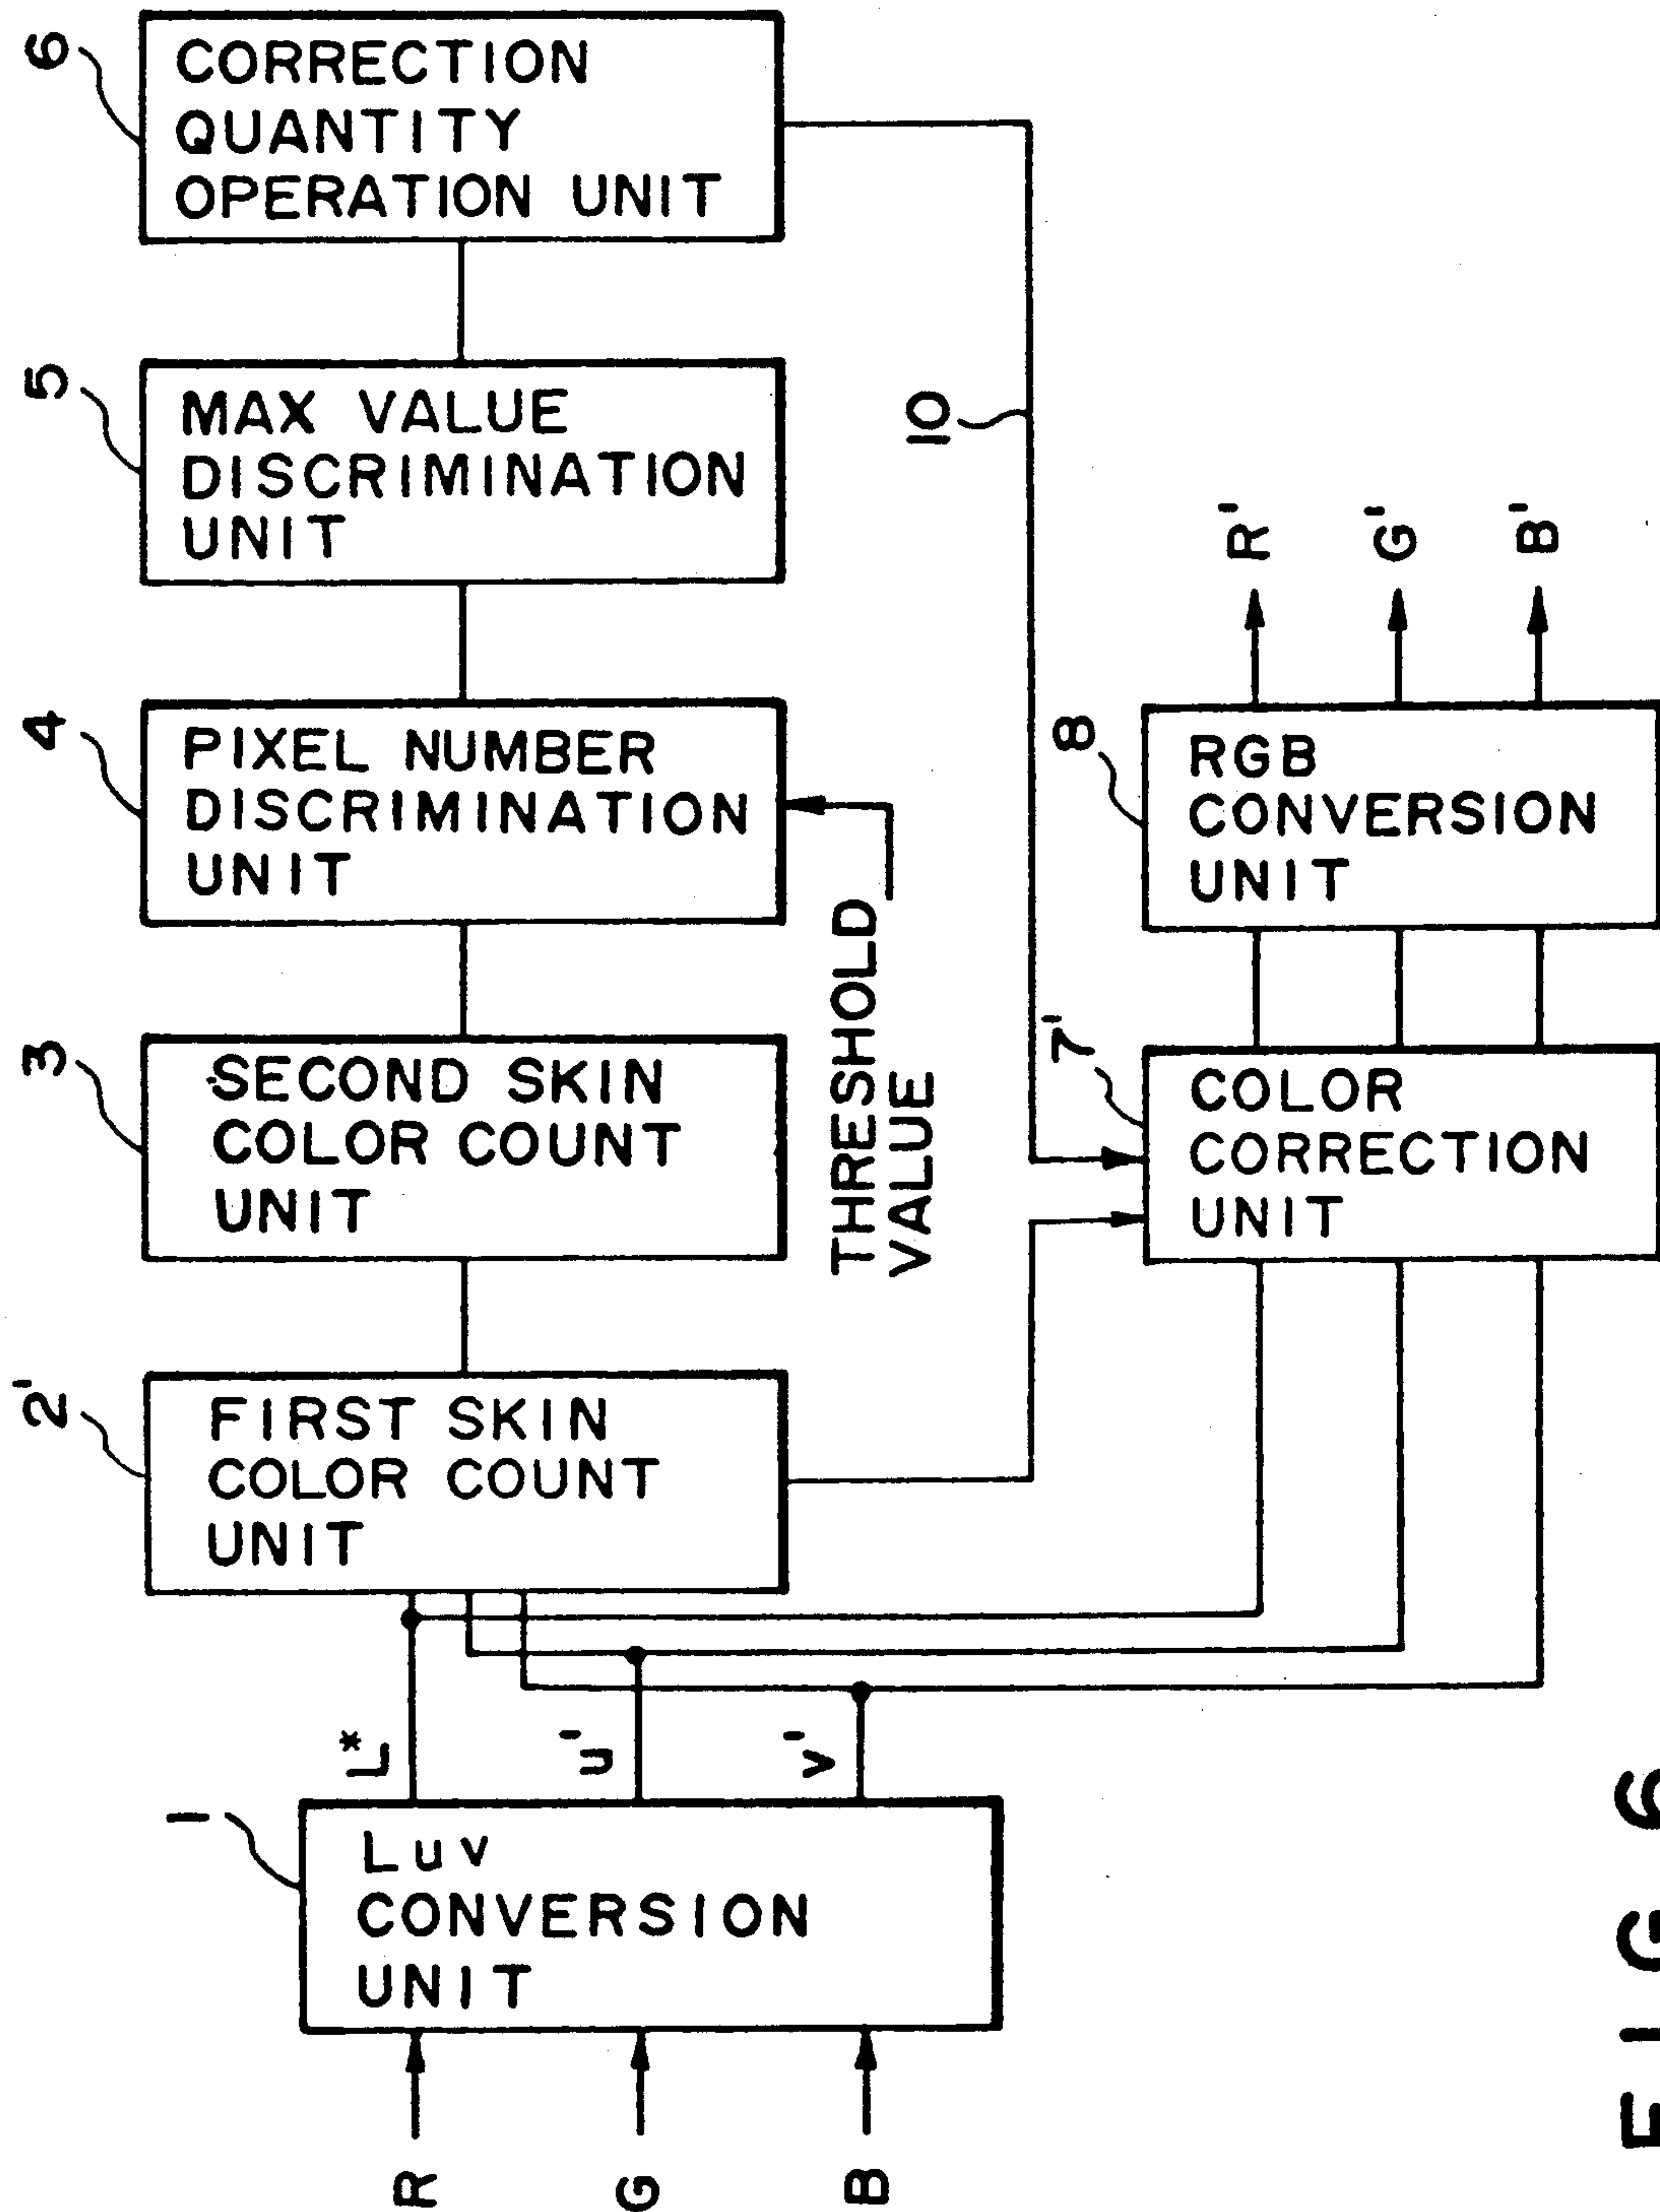 R
G
B
1
Luv
CONVERSION
UNIT
L*
u'
v'
2'
FIRST SKIN
COLOR COUNT
UNIT
3
SECOND SKIN
COLOR COUNT
UNIT
4
PIXEL NUMBER
DISCRIMINATION
UNIT
THRESHOLD
VALUE
5
MAX VALUE
DISCRIMINATION
UNIT
6
CORRECTION
QUANTITY
OPERATION UNIT
10
7'
COLOR
CORRECTION
UNIT
8
RGB
CONVERSION
UNIT
R'
G'
B'
FIG 6